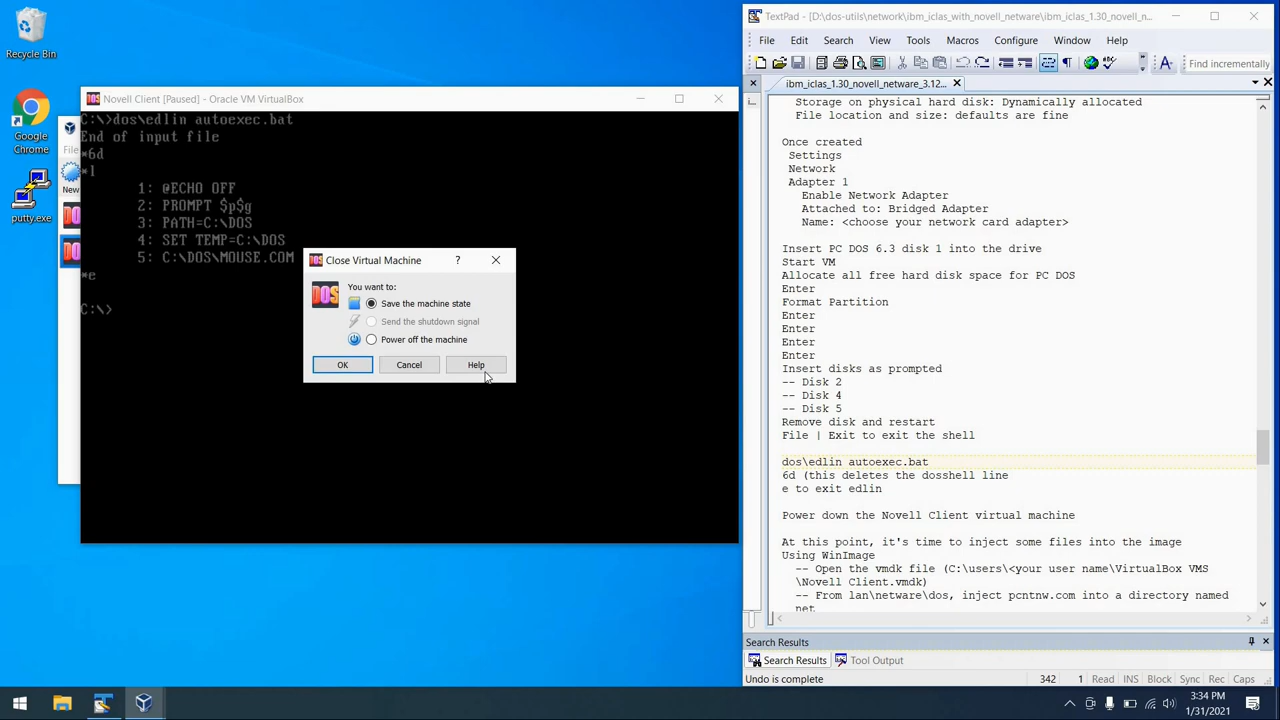 Recycle Bin
Google
Chrome
putty.exe
File
New
Novell Client [Paused] - Oracle VM VirtualBox
C:\>dos\edlin autoexec.bat
End of input file
*6d
*l
1: @ECHO OFF
2: PROMPT $p$g
3: PATH=C:\DOS
4: SET TEMP=C:\DOS
5: C:\DOS\MOUSE.COM
*e
C:\>
Close Virtual Machine
?
You want to:
Save the machine state
Send the shutdown signal
Power off the machine
OK
Cancel
Help
TextPad - [D:\dos-utils\network\ibm_iclas_with_novell_netware\ibm_iclas_1.30_novell_n...
File Edit Search View Tools Macros Configure Window Help
Find incrementally
ibm_iclas_1.30_novell_netware_3.12...
Storage on physical hard disk: Dynamically allocated
File location and size: defaults are fine
Once created
Settings
Network
Adapter 1
Enable Network Adapter
Attached to: Bridged Adapter
Name: <choose your network card adapter>
Insert PC DOS 6.3 disk 1 into the drive
Start VM
Allocate all free hard disk space for PC DOS
Enter
Format Partition
Enter
Enter
Enter
Enter
Insert disks as prompted
-- Disk 2
-- Disk 4
-- Disk 5
Remove disk and restart
File | Exit to exit the shell
dos\edlin autoexec.bat
6d (this deletes the dosshell line
e to exit edlin
Power down the Novell Client virtual machine
At this point, it's time to inject some files into the image
Using WinImage
-- Open the vmdk file (C:\users\<your user name\VirtualBox VMS
\Novell Client.vmdk)
-- From lan\netware\dos, inject pcntnw.com into a directory named
net
Search Results
Search Results
Tool Output
Undo is complete
342
1
Read
INS
Block
Sync
Rec
Caps
3:34 PM
1/31/2021